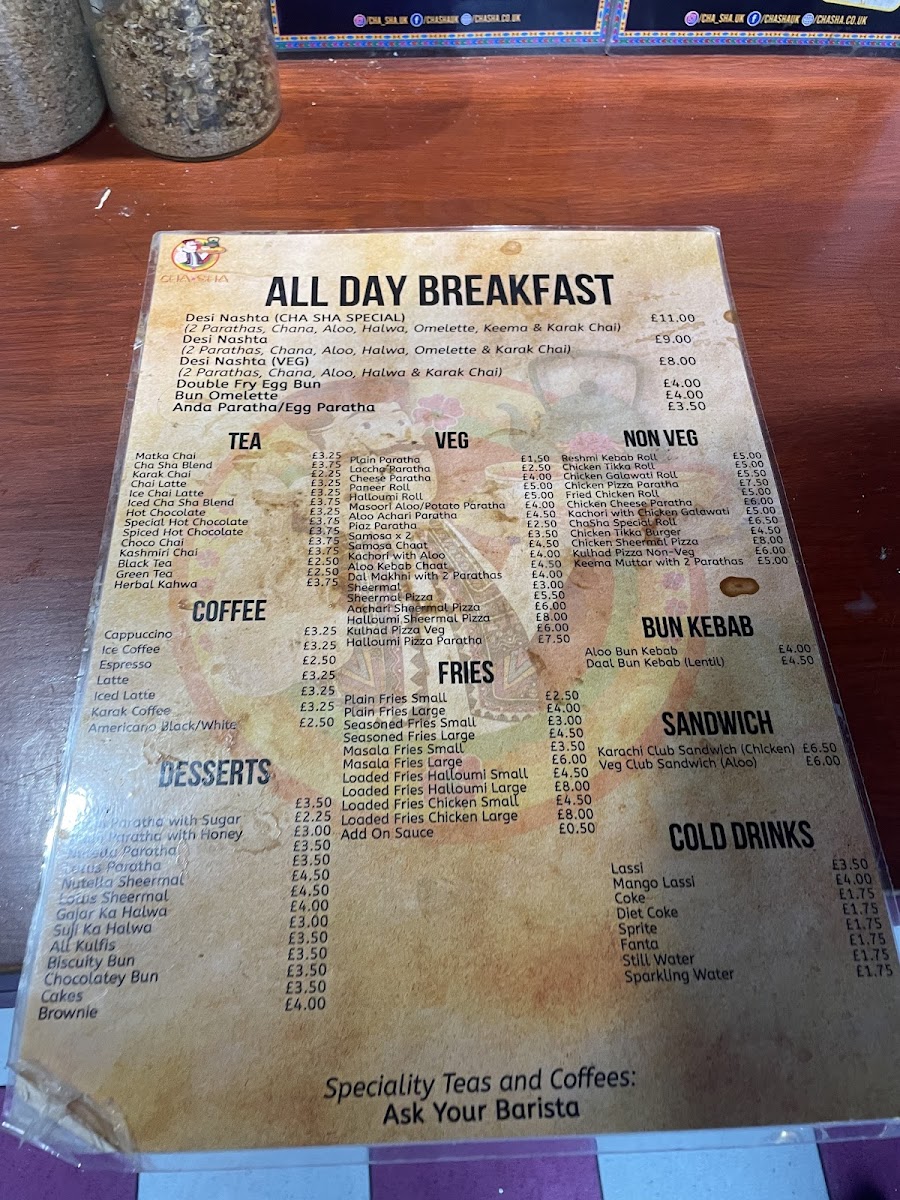 @CHA_SHA.UK /CHASHAUK /CHASHA.CO.UK
@CHA_SHA.UK /CHASHAUK /CHASHA.CO.UK
CHA•SHA
ALL DAY BREAKFAST
Desi Nashta (CHA SHA SPECIAL) £11.00
(2 Parathas, Chana, Aloo, Halwa, Omelette, Keema & Karak Chai)
Desi Nashta £9.00
(2 Parathas, Chana, Aloo, Halwa, Omelette & Karak Chai)
Desi Nashta (VEG) £8.00
(2 Parathas, Chana, Aloo, Halwa & Karak Chai)
Double Fry Egg Bun £4.00
Bun Omelette £4.00
Anda Paratha/Egg Paratha £3.50
TEA
Matka Chai £3.25
Cha Sha Blend £3.75
Karak Chai £2.25
Chai Latte £3.25
Ice Chai Latte £3.25
Iced Cha Sha Blend £3.75
Hot Chocolate £3.25
Special Hot Chocolate £3.75
Spiced Hot Chocolate £3.75
Choco Chai £3.75
Kashmiri Chai £3.75
Black Tea £2.50
Green Tea £2.50
Herbal Kahwa £3.75
COFFEE
Cappuccino £3.25
Ice Coffee £3.25
Espresso £2.50
Latte £3.25
Iced Latte £3.25
Karak Coffee £3.25
Americano Black/White £2.50
DESSERTS
£3.50
Paratha with Sugar £2.25
Paratha with Honey £3.00
Nutella Paratha £3.50
Lotus Paratha £3.50
Nutella Sheermal £4.50
Lotus Sheermal £4.50
Gajar Ka Halwa £4.00
Suji Ka Halwa £3.00
All Kulfis £3.50
Biscuity Bun £3.50
Chocolatey Bun £3.50
Cakes £3.50
Brownie £4.00
VEG
Plain Paratha £1.50
Laccha Paratha £2.50
Cheese Paratha £4.00
Paneer Roll £5.00
Halloumi Roll £5.00
Masoori Aloo/Potato Paratha £4.00
Aloo Achari Paratha £4.50
Piaz Paratha £2.50
Samosa x 2 £3.50
Samosa Chaat £4.50
Kachori with Aloo £4.00
Aloo Kebab Chaat £4.50
Dal Makhni with 2 Parathas £4.00
Sheermal £3.00
Sheermal Pizza £5.50
Aachari Sheermal Pizza £6.00
Halloumi Sheermal Pizza £8.00
Kulhad Pizza Veg £6.00
Halloumi Pizza Paratha £7.50
FRIES
Plain Fries Small £2.50
Plain Fries Large £4.00
Seasoned Fries Small £3.00
Seasoned Fries Large £4.50
Masala Fries Small £3.50
Masala Fries Large £6.00
Loaded Fries Halloumi Small £4.50
Loaded Fries Halloumi Large £8.00
Loaded Fries Chicken Small £4.50
Loaded Fries Chicken Large £8.00
Add On Sauce £0.50
NON VEG
Reshmi Kebab Roll £5.00
Chicken Tikka Roll £5.00
Chicken Galawati Roll £5.50
Chicken Pizza Paratha £7.50
Fried Chicken Roll £5.00
Chicken Cheese Paratha £6.00
Kachori with Chicken Galawati £5.00
ChaSha Special Roll £6.50
Chicken Tikka Burger £4.50
Chicken Sheermal Pizza £8.00
Kulhad Pizza Non-Veg £6.00
Keema Muttar with 2 Parathas £5.00
BUN KEBAB
Aloo Bun Kebab £4.00
Daal Bun Kebab (Lentil) £4.50
SANDWICH
Karachi Club Sandwich (Chicken) £6.50
Veg Club Sandwich (Aloo) £6.00
COLD DRINKS
Lassi £3.50
Mango Lassi £4.00
Coke £1.75
Diet Coke £1.75
Sprite £1.75
Fanta £1.75
Still Water £1.75
Sparkling Water £1.75
Speciality Teas and Coffees:
Ask Your Barista